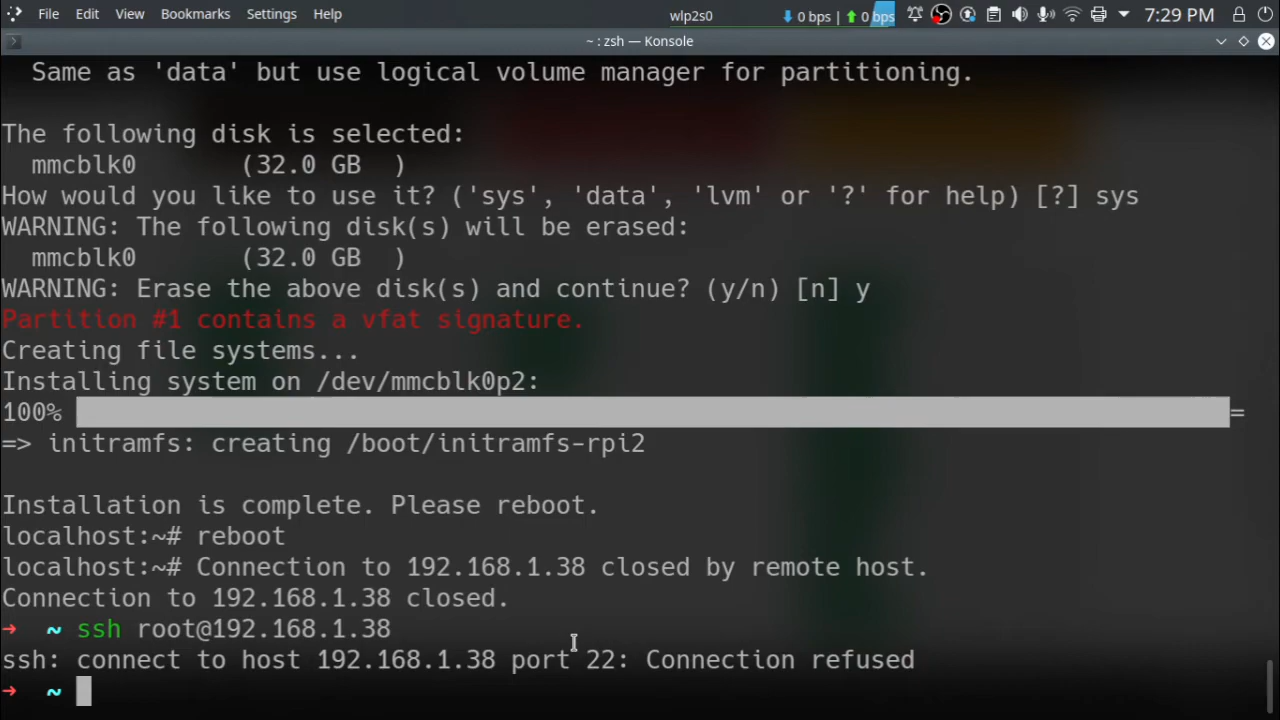 File Edit View Bookmarks Settings Help wlp2s0 0 bps | 0 bps 7:29 PM
~ : zsh — Konsole
Same as 'data' but use logical volume manager for partitioning.
The following disk is selected:
mmcblk0 (32.0 GB )
How would you like to use it? ('sys', 'data', 'lvm' or '?' for help) [?] sys
WARNING: The following disk(s) will be erased:
mmcblk0 (32.0 GB )
WARNING: Erase the above disk(s) and continue? (y/n) [n] y
Partition #1 contains a vfat signature.
Creating file systems...
Installing system on /dev/mmcblk0p2:
100% =
=> initramfs: creating /boot/initramfs-rpi2
Installation is complete. Please reboot.
localhost:~# reboot
localhost:~# Connection to 192.168.1.38 closed by remote host.
Connection to 192.168.1.38 closed.
→ ~ ssh root@192.168.1.38
ssh: connect to host 192.168.1.38 port 22: Connection refused
→ ~